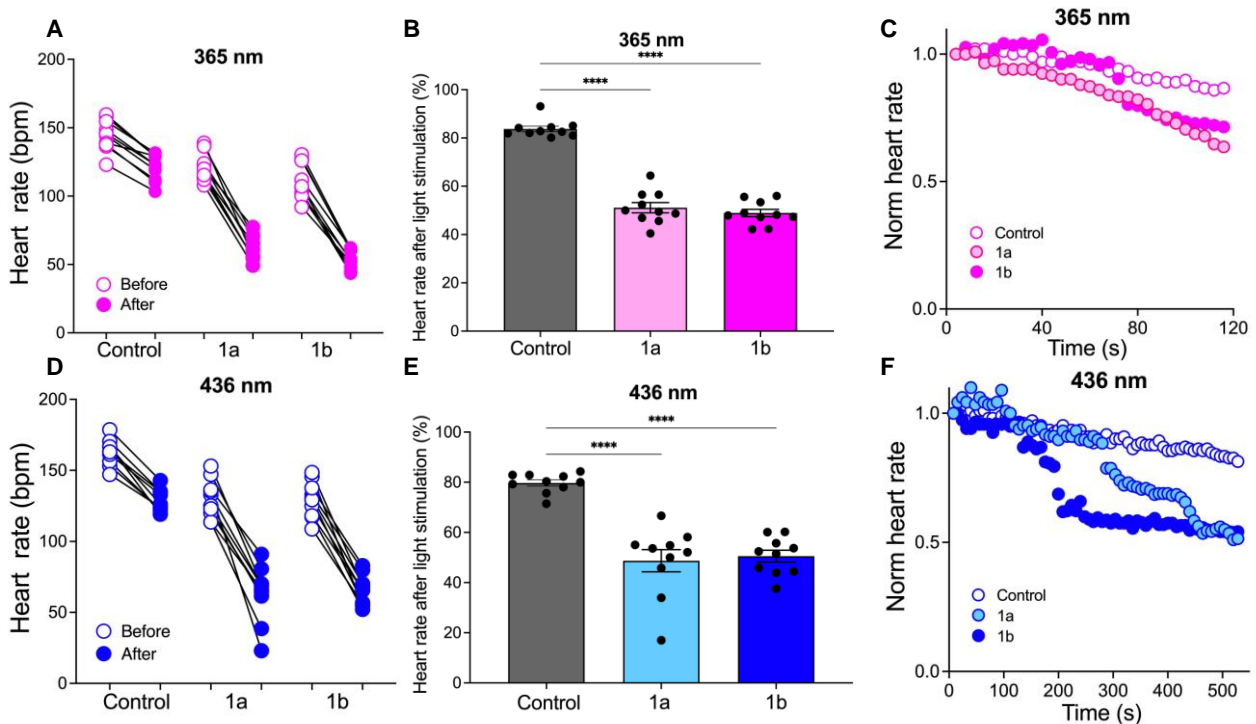 A
365 nm
Heart rate (bpm)
200
150
100
50
0
Before
After
Control
1a
1b
B
365 nm
Heart rate after light stimulation (%)
100
80
60
40
20
0
****
****
Control
1a
1b
C
365 nm
Norm heart rate
1.0
0.5
0.0
Control
1a
1b
0
40
80
120
Time (s)
D
436 nm
Heart rate (bpm)
200
150
100
50
0
Before
After
Control
1a
1b
E
436 nm
Heart rate after light stimulation (%)
100
80
60
40
20
0
****
****
Control
1a
1b
F
436 nm
Norm heart rate
1.0
0.5
1.0
Control
1a
1b
0
100
200
300
400
500
Time (s)